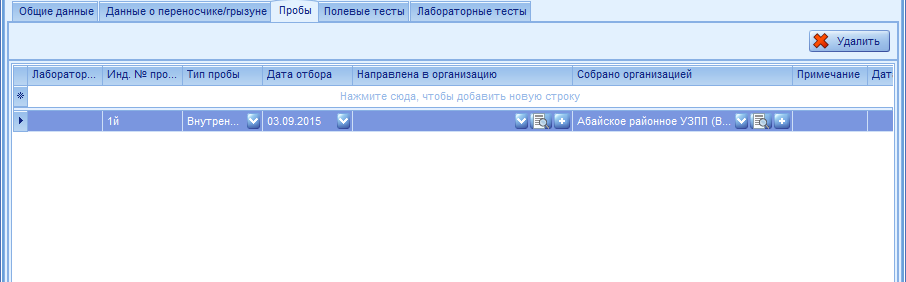 Общие данные Данные о переносчике/грызуне Пробы Полевые тесты Лабораторные тесты
Удалить
Лаборатор... Инд. № про... Тип пробы Дата отбора Направлена в организацию Собрано организацией Примечание Дата
Нажмите сюда, чтобы добавить новую строку
1й Внутрен... 03.09.2015 Абайское районное УЗПП (В...